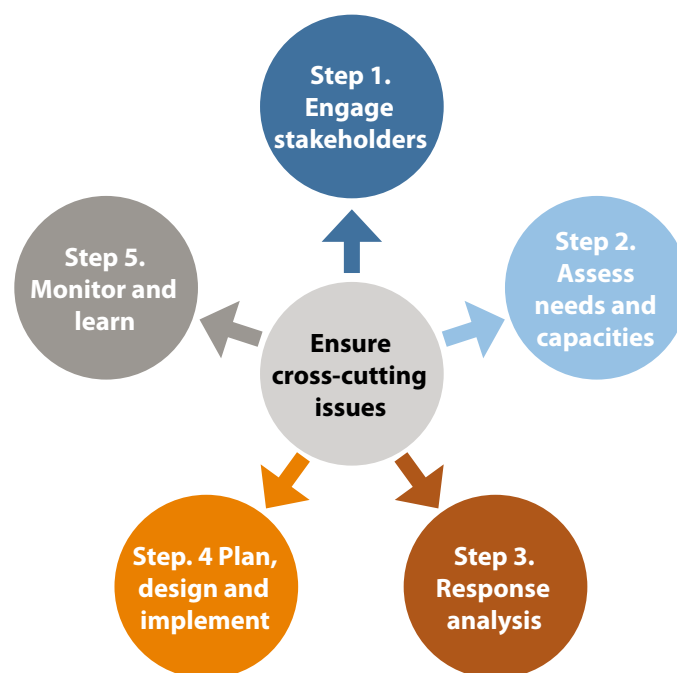 Step 1.
Engage
stakeholders
Step 2.
Assess
needs and
capacities
Step 3.
Response
analysis
Step. 4 Plan,
design and
implement
Step 5.
Monitor and
learn
Ensure
cross-cutting
issues